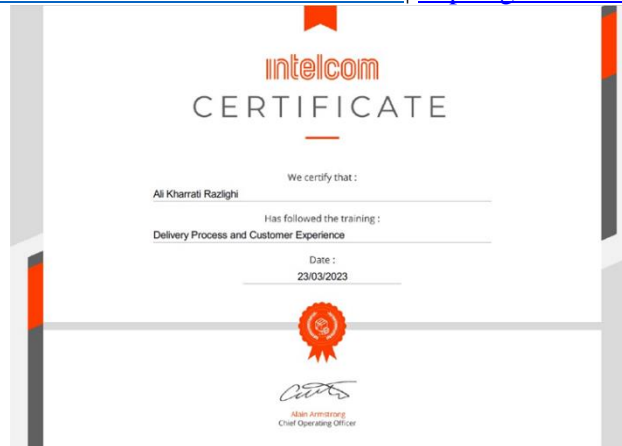 intelcom
CERTIFICATE
We certify that :
Ali Kharrati Razlighi
Has followed the training :
Delivery Process and Customer Experience
Date :
23/03/2023
Alain Armstrong
Chief Operating Officer